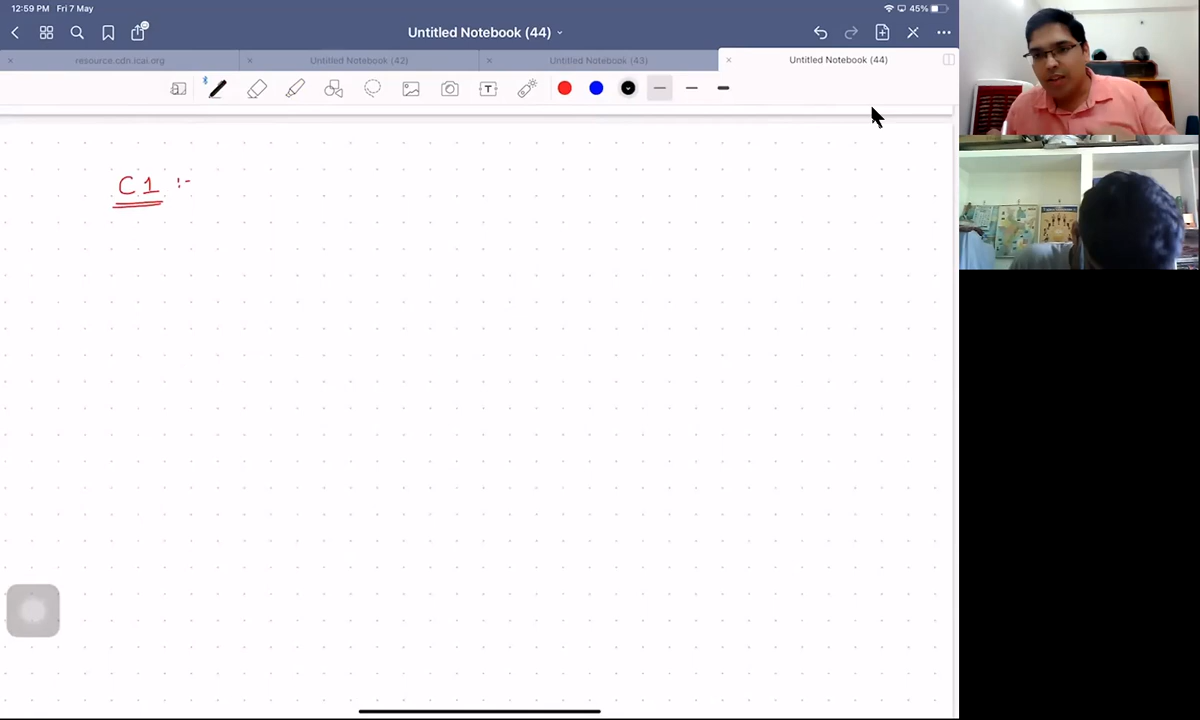 12:59 PM Fri 7 May 45%
Untitled Notebook (44)
resource.cdn.icai.org Untitled Notebook (42) Untitled Notebook (43) Untitled Notebook (44)
T
C1 :-